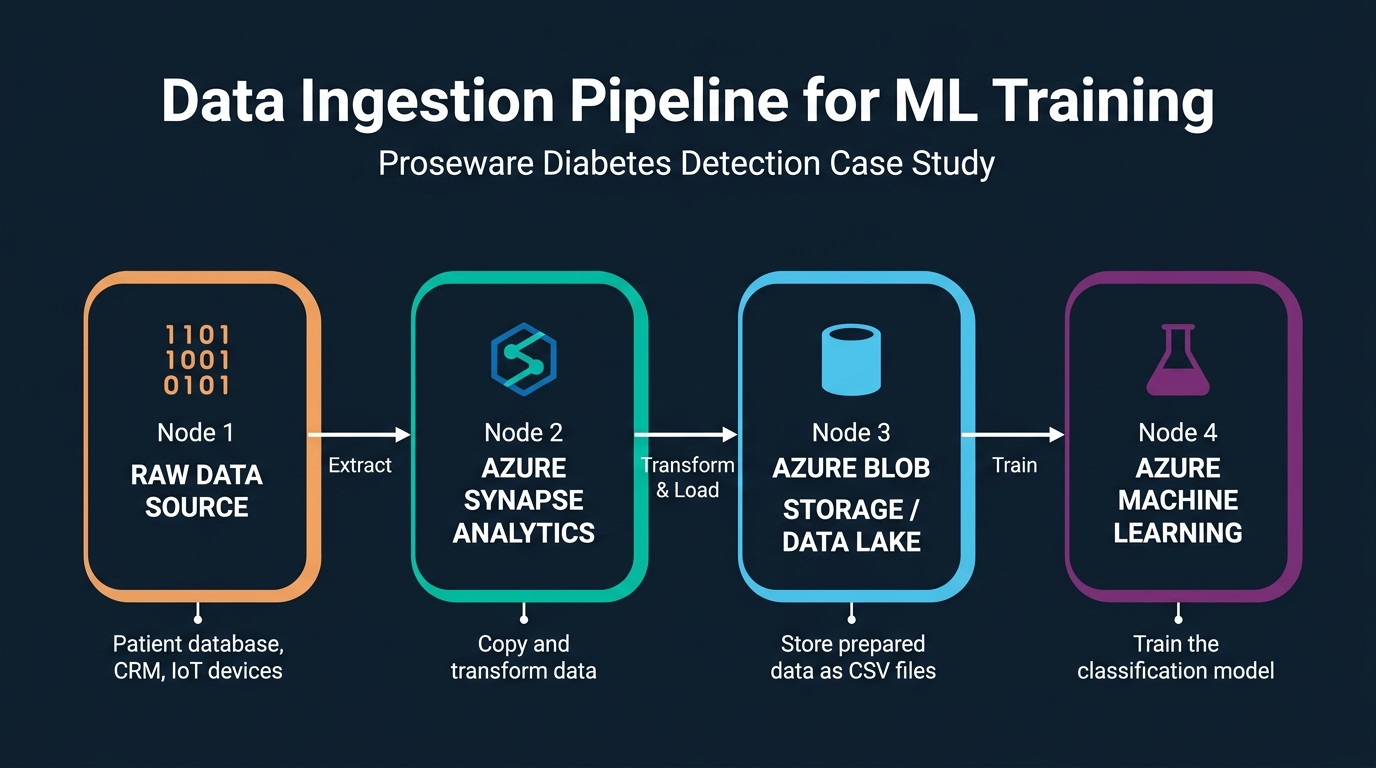 Data Ingestion Pipeline for ML Training
Proseware Diabetes Detection Case Study
1101
1001
0101
Node 1
RAW DATA
SOURCE
Patient database,
CRM, IoT devices
Extract
Node 2
AZURE
SYNAPSE
ANALYTICS
Copy and
transform data
Transform
& Load
Node 3
AZURE BLOB
STORAGE /
DATA LAKE
Store prepared
data as CSV files
Train
Node 4
AZURE
MACHINE
LEARNING
Train the
classification model